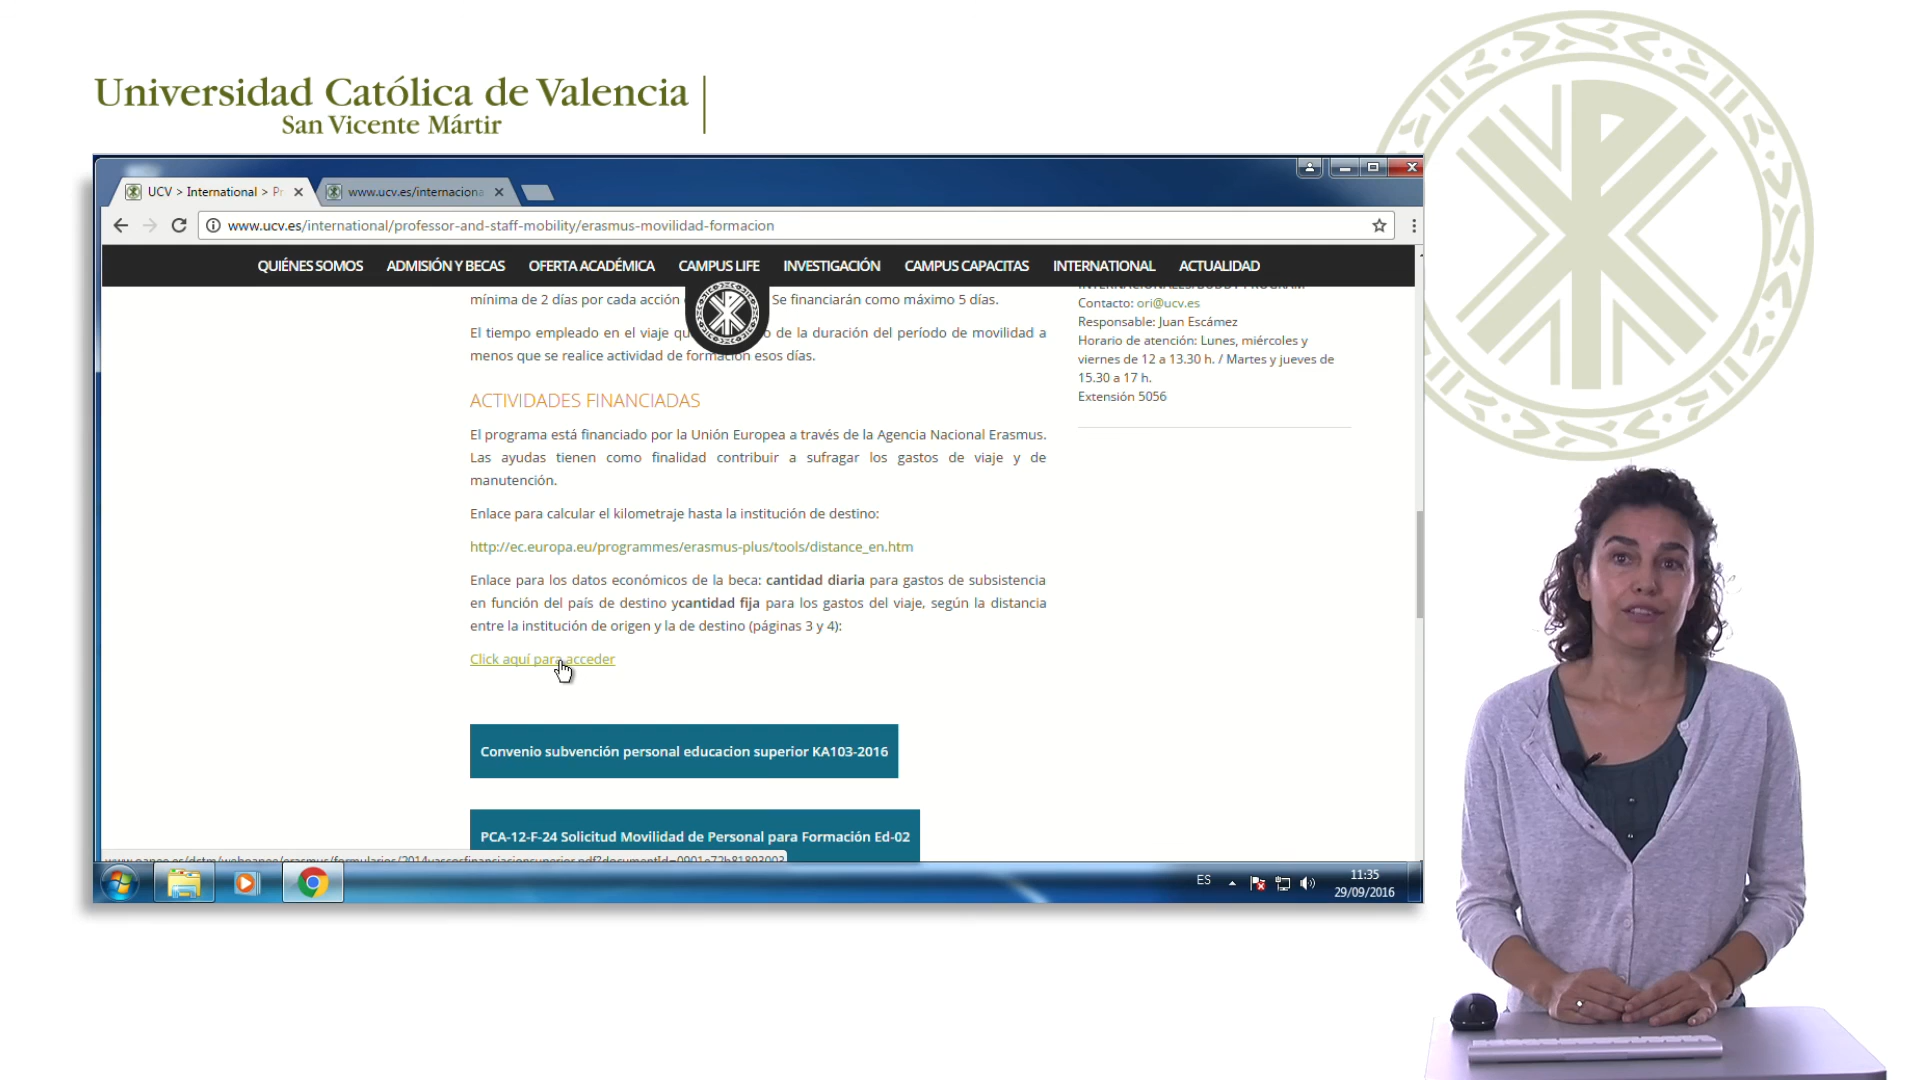 Universidad Católica de Valencia
San Vicente Mártir
UCV > International > Pr
www.ucv.es/internaciona
www.ucv.es/international/professor-and-staff-mobility/erasmus-movilidad-formacion
QUIÉNES SOMOS ADMISIÓN Y BECAS OFERTA ACADÉMICA CAMPUS LIFE INVESTIGACIÓN CAMPUS CAPACITAS INTERNATIONAL ACTUALIDAD
mínima de 2 días por cada acción Se financiarán como máximo 5 días.
El tiempo empleado en el viaje qu o de la duración del período de movilidad a
menos que se realice actividad de formación esos días.
ACTIVIDADES FINANCIADAS
El programa está financiado por la Unión Europea a través de la Agencia Nacional Erasmus.
Las ayudas tienen como finalidad contribuir a sufragar los gastos de viaje y de
manutención.
Enlace para calcular el kilometraje hasta la institución de destino:
http://ec.europa.eu/programmes/erasmus-plus/tools/distance_en.htm
Enlace para los datos económicos de la beca: cantidad diaria para gastos de subsistencia
en función del país de destino ycantidad fija para los gastos del viaje, según la distancia
entre la institución de origen y la de destino (páginas 3 y 4):
Click aquí para acceder
Convenio subvención personal educacion superior KA103-2016
PCA-12-F-24 Solicitud Movilidad de Personal para Formación Ed-02
INTERNACIONALES/BUDDY PROGRAM
Contacto: ori@ucv.es
Responsable: Juan Escámez
Horario de atención: Lunes, miércoles y
viernes de 12 a 13.30 h. / Martes y jueves de
15.30 a 17 h.
Extensión 5056
ES
11:35
29/09/2016